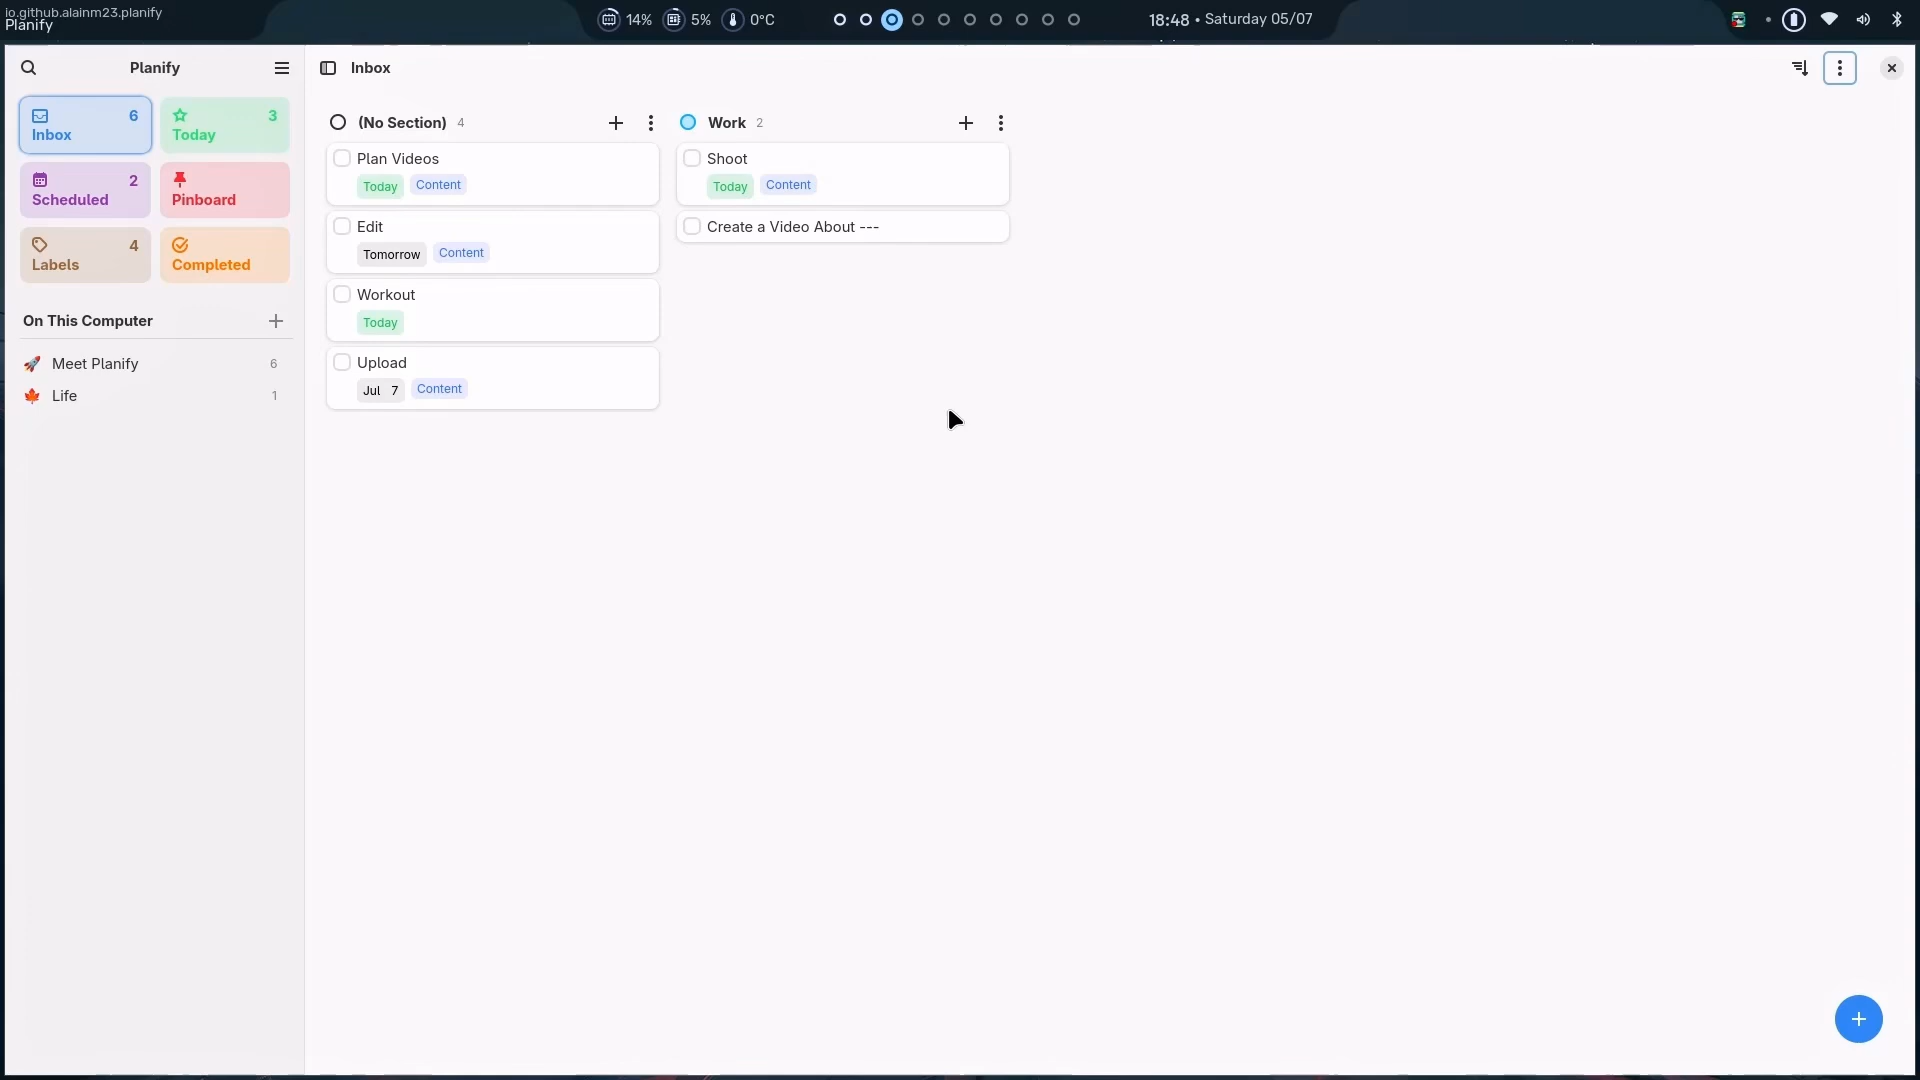 io.github.alainm23.planify
Planify
14% 5% 0°C
18:48 • Saturday 05/07
Planify
Inbox 6
Today 3
Scheduled 2
Pinboard
Labels 4
Completed
On This Computer
Meet Planify 6
Life 1
Inbox
(No Section) 4
Plan Videos
Today Content
Edit
Tomorrow Content
Workout
Today
Upload
Jul 7 Content
Work 2
Shoot
Today Content
Create a Video About ---